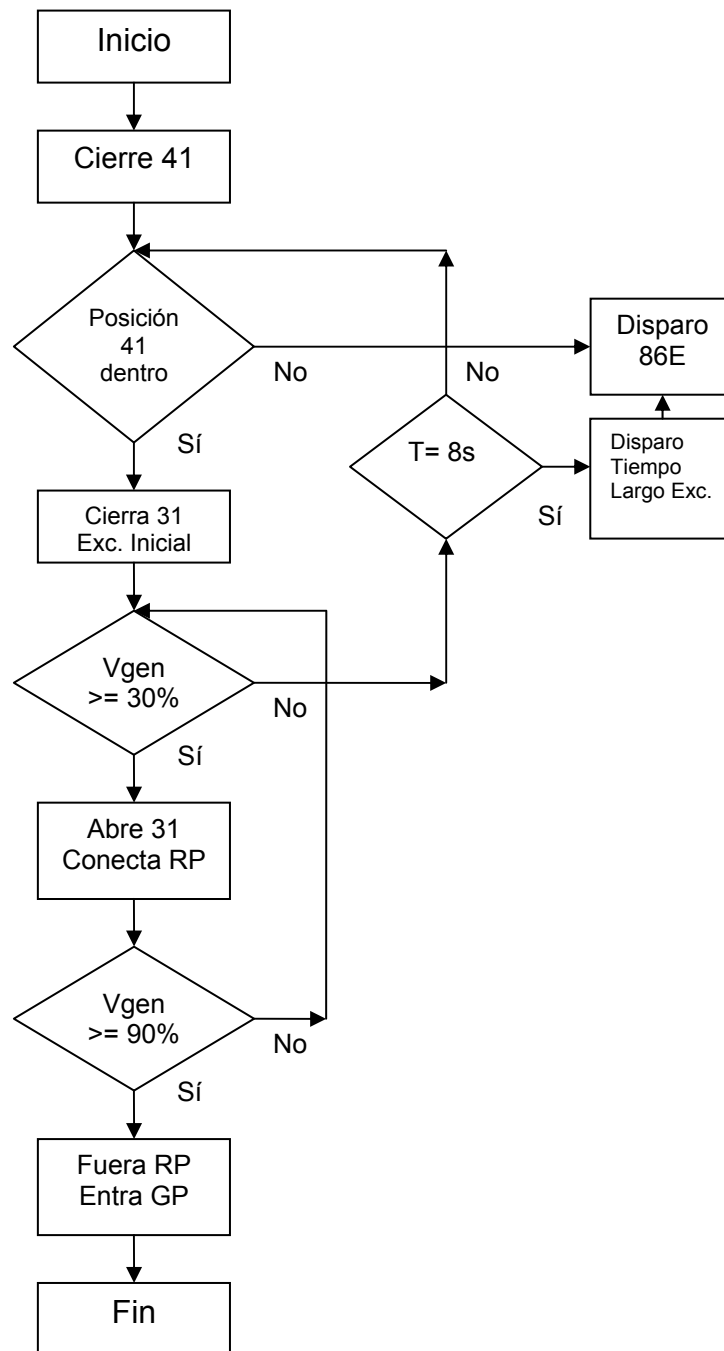 Inicio
Cierre 41
Posición
41
dentro
No
Sí
Disparo
86E
No
T= 8s
Sí
Disparo
Tiempo
Largo Exc.
Cierra 31
Exc. Inicial
Vgen
>= 30%
No
Sí
Abre 31
Conecta RP
Vgen
>= 90%
No
Sí
Fuera RP
Entra GP
Fin